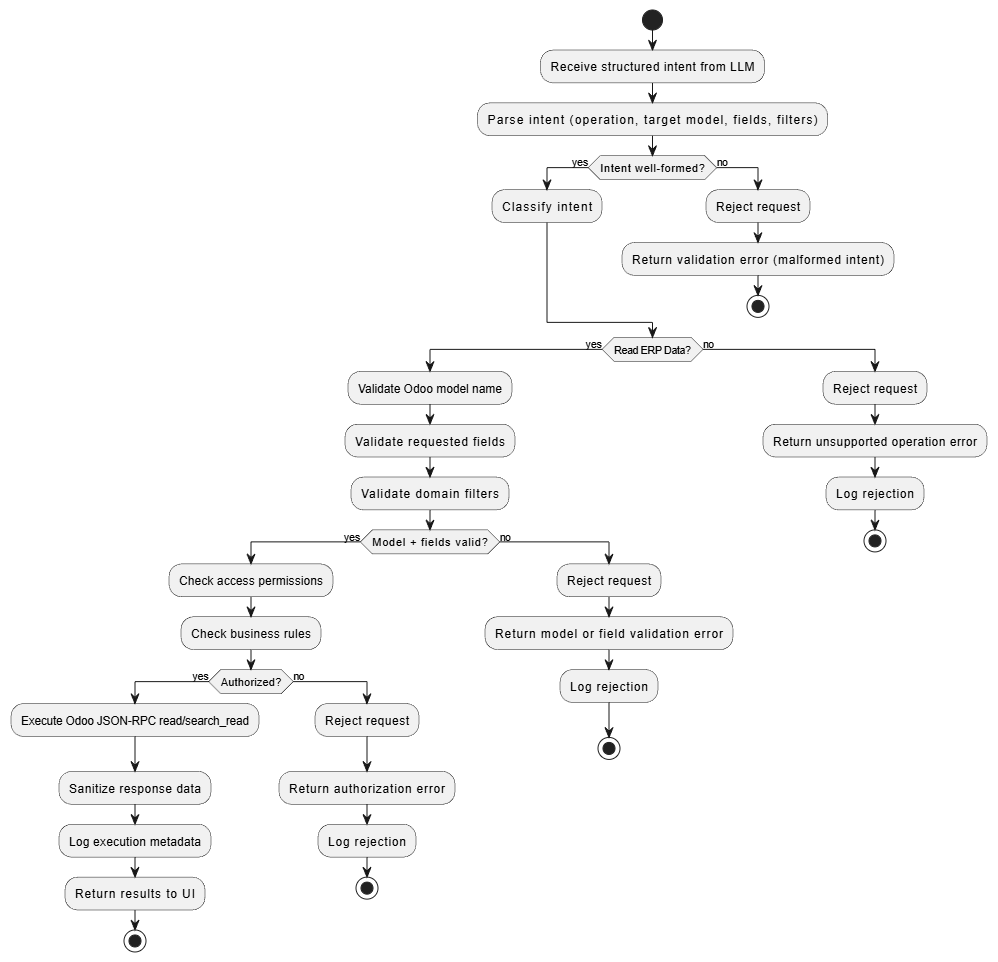 Receive structured intent from LLM
Parse intent (operation, target model, fields, filters)
yes
Intent well-formed?
no
Classify intent
Reject request
Return validation error (malformed intent)
yes
Read ERP Data?
no
Validate Odoo model name
Reject request
Validate requested fields
Return unsupported operation error
Validate domain filters
Log rejection
yes
Model + fields valid?
no
Check access permissions
Reject request
Check business rules
Return model or field validation error
yes
Authorized?
no
Log rejection
Execute Odoo JSON-RPC read/search_read
Reject request
Sanitize response data
Return authorization error
Log execution metadata
Log rejection
Return results to UI